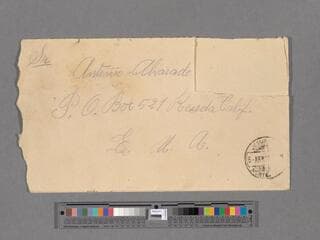 Sr.
Antonio Alvarado
P. O. Box 521 Reseda Calif.
E. U. A.